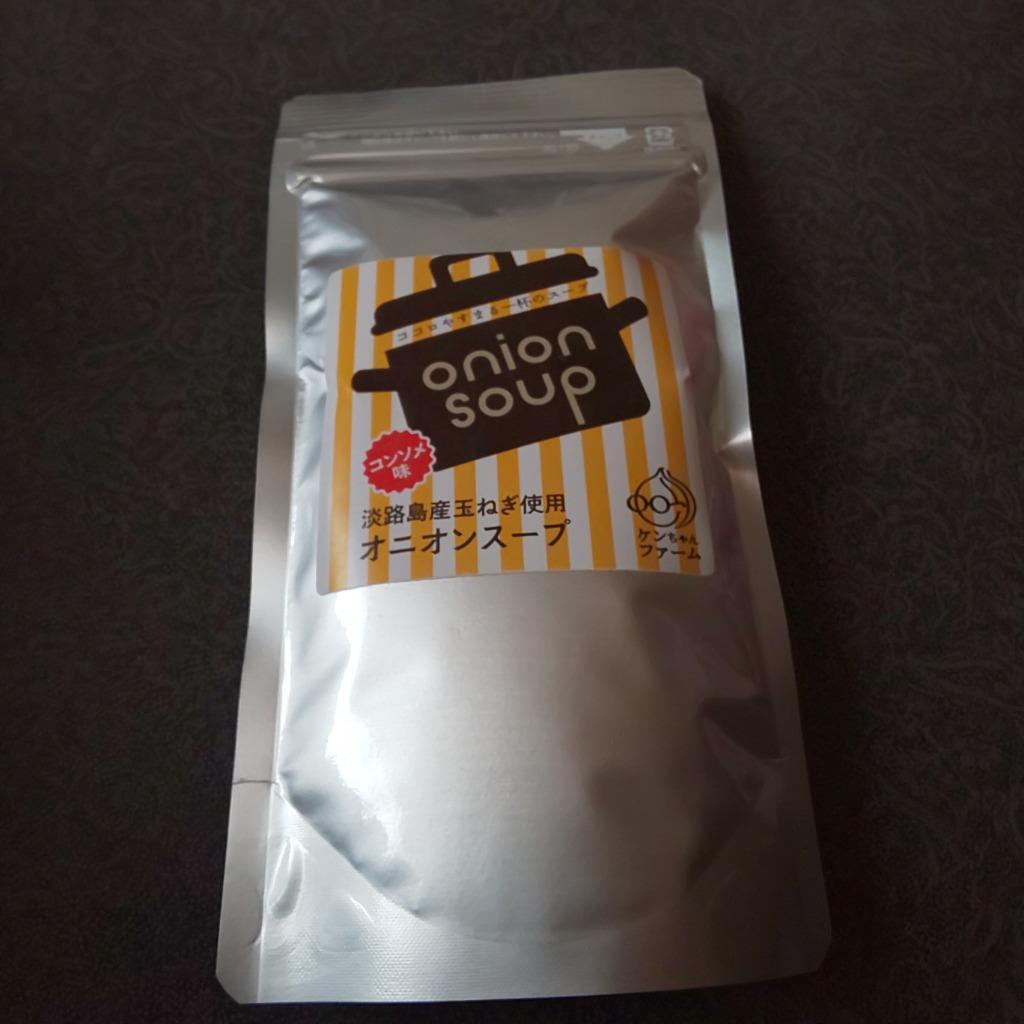 ココロやすまる一杯のスープ
onion
soup
コンソメ
味
淡路島産玉ねぎ使用
オニオンスープ
ケンちゃん
ファーム